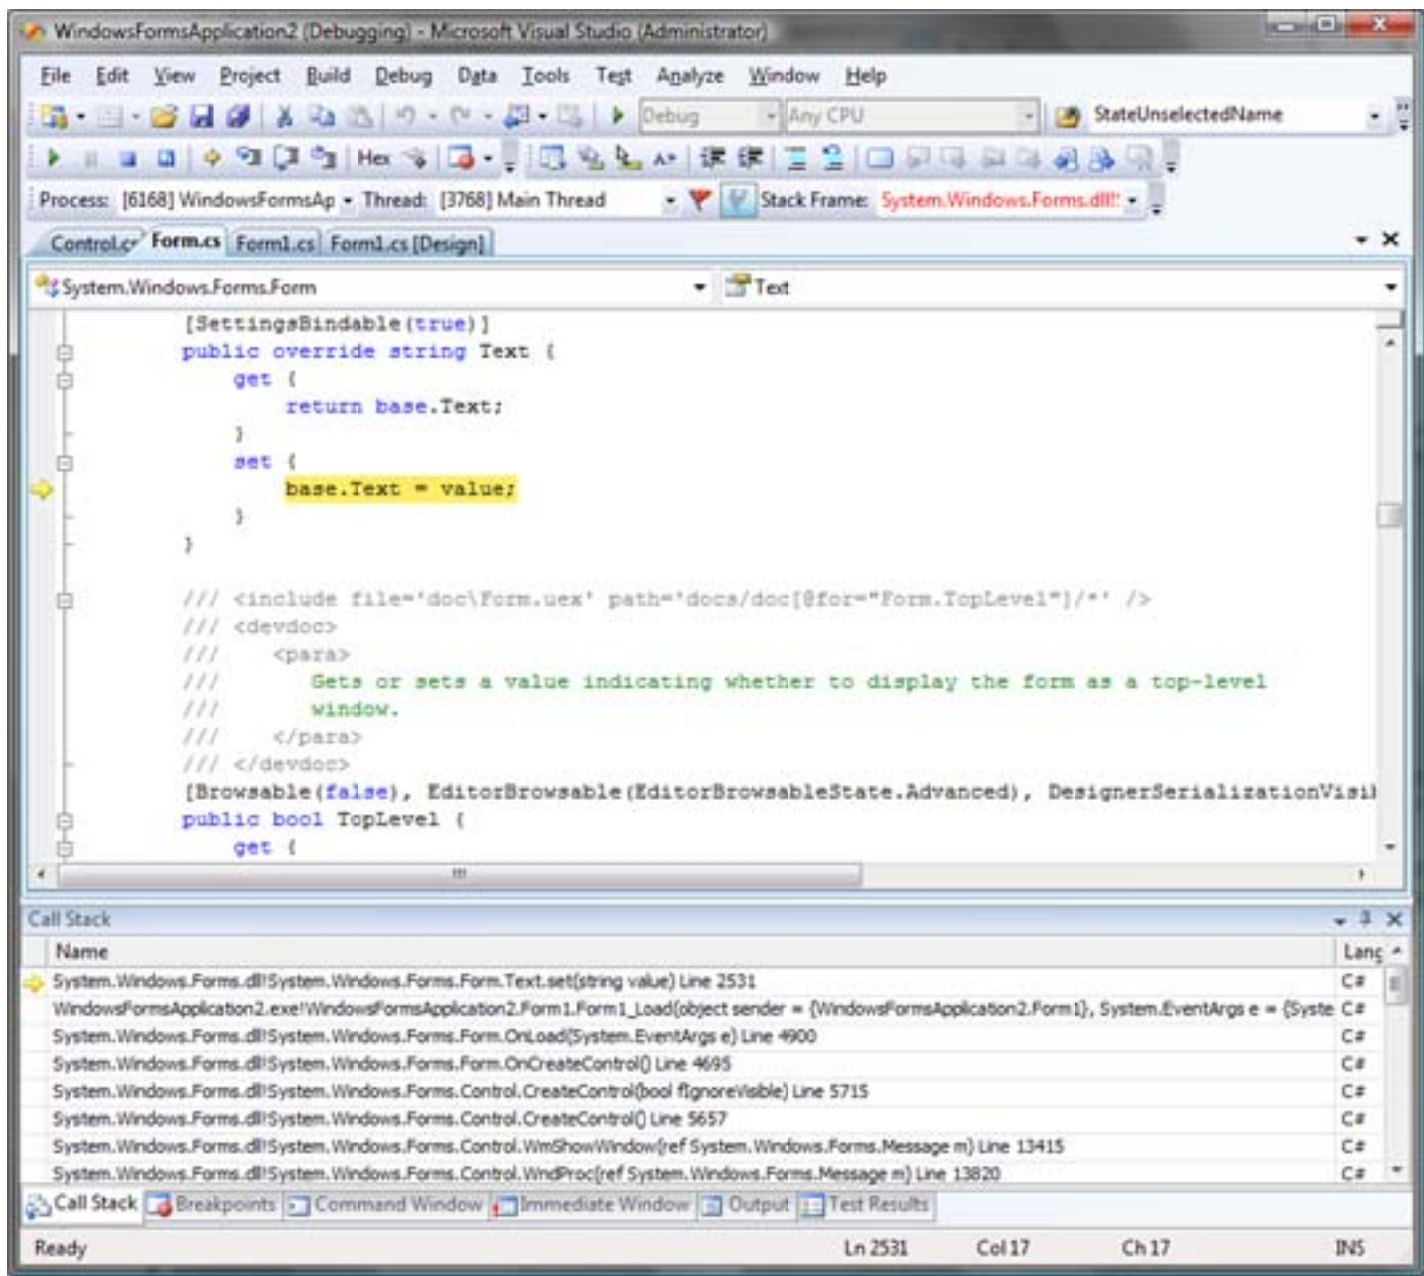 WindowsFormsApplication2 (Debugging) - Microsoft Visual Studio (Administrator)
File Edit View Project Build Debug Data Tools Test Analyze Window Help
Debug Any CPU StateUnselectedName
Hex
Process: [6168] WindowsFormsAp Thread: [3768] Main Thread Stack Frame: System.Windows.Forms.dll!:
Control.cs Form.cs Form1.cs Form1.cs [Design]
System.Windows.Forms.Form Text
[SettingsBindable(true)]
public override string Text {
get {
return base.Text;
}
set {
base.Text = value;
}
}
/// <include file='doc\Form.uex' path='docs/doc[@for="Form.TopLevel"]/*' />
/// <devdoc>
/// <para>
/// Gets or sets a value indicating whether to display the form as a top-level
/// window.
/// </para>
/// </devdoc>
[Browsable(false), EditorBrowsable(EditorBrowsableState.Advanced), DesignerSerializationVisi
public bool TopLevel {
get {
Call Stack
Name Lang
System.Windows.Forms.dll!System.Windows.Forms.Form.Text.set(string value) Line 2531 C#
WindowsFormsApplication2.exe!WindowsFormsApplication2.Form1.Form1_Load(object sender = {WindowsFormsApplication2.Form1}, System.EventArgs e = {Syste C#
System.Windows.Forms.dll!System.Windows.Forms.Form.OnLoad(System.EventArgs e) Line 4900 C#
System.Windows.Forms.dll!System.Windows.Forms.Form.OnCreateControl() Line 4695 C#
System.Windows.Forms.dll!System.Windows.Forms.Control.CreateControl(bool fIgnoreVisible) Line 5715 C#
System.Windows.Forms.dll!System.Windows.Forms.Control.CreateControl() Line 5657 C#
System.Windows.Forms.dll!System.Windows.Forms.Control.WmShowWindow(ref System.Windows.Forms.Message m) Line 13415 C#
System.Windows.Forms.dll!System.Windows.Forms.Control.WndProc(ref System.Windows.Forms.Message m) Line 13820 C#
Call Stack Breakpoints Command Window Immediate Window Output Test Results
Ready Ln 2531 Col 17 Ch 17 INS